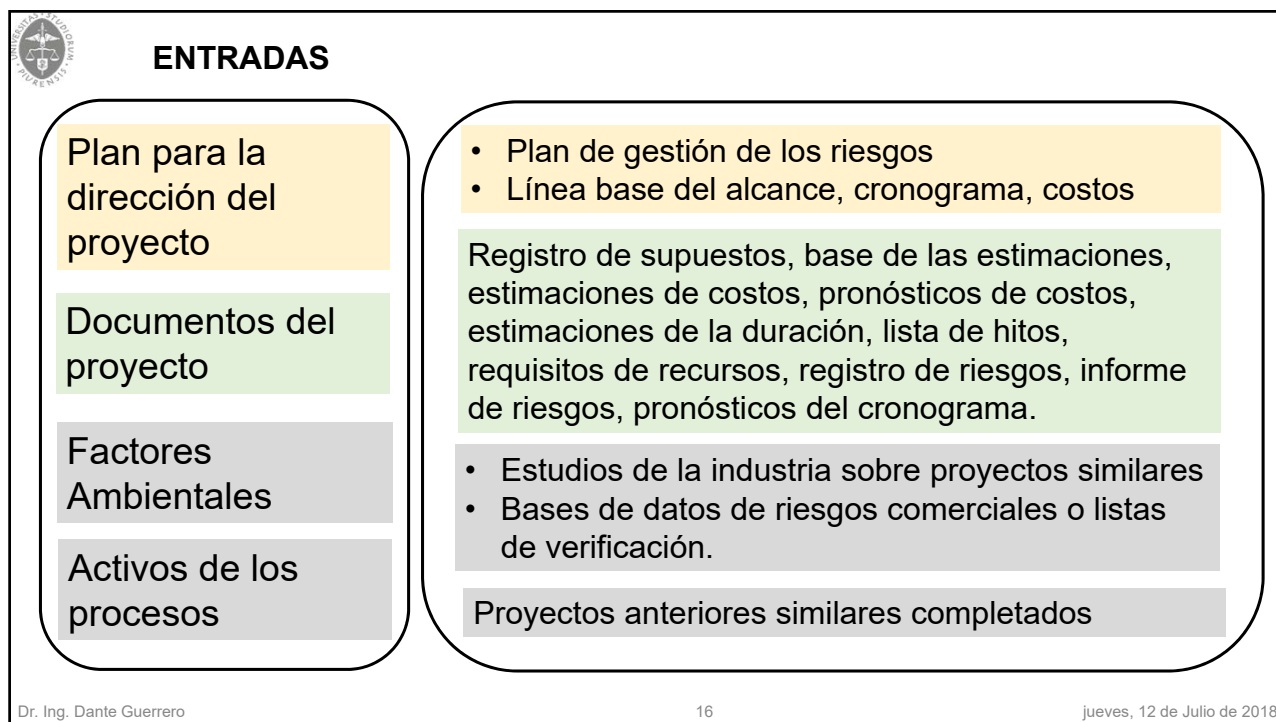 UNIVERSITAS • STUDIORUM • PIURENSIS
ENTRADAS
Plan para la
dirección del
proyecto
• Plan de gestión de los riesgos
• Línea base del alcance, cronograma, costos
Documentos del
proyecto
Registro de supuestos, base de las estimaciones,
estimaciones de costos, pronósticos de costos,
estimaciones de la duración, lista de hitos,
requisitos de recursos, registro de riesgos, informe
de riesgos, pronósticos del cronograma.
Factores
Ambientales
• Estudios de la industria sobre proyectos similares
• Bases de datos de riesgos comerciales o listas
de verificación.
Activos de los
procesos
Proyectos anteriores similares completados
Dr. Ing. Dante Guerrero
16
jueves, 12 de Julio de 2018